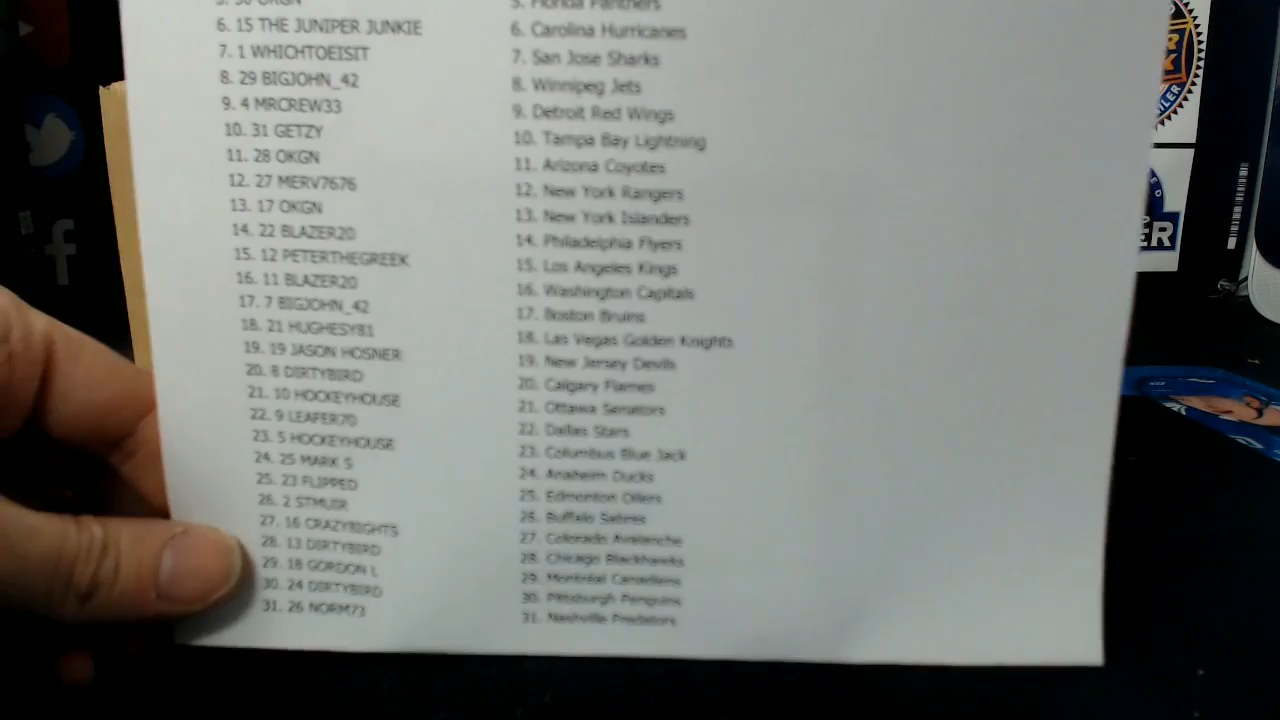 6. 15 THE JUNIPER JUNKIE
7. 1 WHICHTOEISIT
8. 29 BIGJOHN_42
9. 4 MRCREW33
10. 31 GETZY
11. 28 OKGN
12. 27 MERV7676
13. 17 OKGN
14. 22 BLAZER20
15. 12 PETERTHEGREEK
16. 11 BLAZER20
17. 7 BIGJOHN_42
18. 21 HUGHESY81
19. 19 JASON HOSNER
20. 8 DIRTYBIRD
21. 10 HOCKEYHOUSE
22. 9 LEAFER70
23. 5 HOCKEYHOUSE
24. 25 MARK S
25. 23 FLIPPED
26. 2 STMUIR
27. 16 CRAZY8IGHTS
28. 13 DIRTYBIRD
29. 18 GORDON L
30. 24 DIRTYBIRD
31. 26 NORM73
5. Florida Panthers
6. Carolina Hurricanes
7. San Jose Sharks
8. Winnipeg Jets
9. Detroit Red Wings
10. Tampa Bay Lightning
11. Arizona Coyotes
12. New York Rangers
13. New York Islanders
14. Philadelphia Flyers
15. Los Angeles Kings
16. Washington Capitals
17. Boston Bruins
18. Las Vegas Golden Knights
19. New Jersey Devils
20. Calgary Flames
21. Ottawa Senators
22. Dallas Stars
23. Columbus Blue Jack
24. Anaheim Ducks
25. Edmonton Oilers
26. Buffalo Sabres
27. Colorado Avalanche
28. Chicago Blackhawks
29. Montréal Canadiens
30. Pittsburgh Penguins
31. Nashville Predators